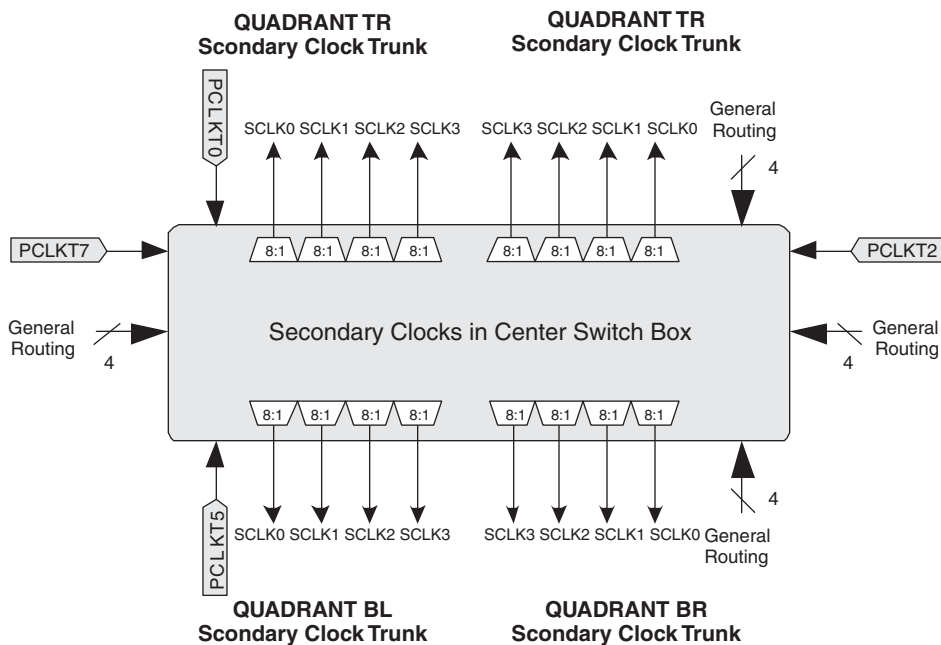 QUADRANT TR
Scondary Clock Trunk
QUADRANT TR
Scondary Clock Trunk
PCLKT0
SCLK0 SCLK1 SCLK2 SCLK3
SCLK3 SCLK2 SCLK1 SCLK0
General
Routing
4
8:1 8:1 8:1 8:1
8:1 8:1 8:1 8:1
PCLKT7
PCLKT2
General
Routing
4
Secondary Clocks in Center Switch Box
General
Routing
4
8:1 8:1 8:1 8:1
8:1 8:1 8:1 8:1
PCLKT5
SCLK0 SCLK1 SCLK2 SCLK3
SCLK3 SCLK2 SCLK1 SCLK0
4
General
Routing
QUADRANT BL
Scondary Clock Trunk
QUADRANT BR
Scondary Clock Trunk